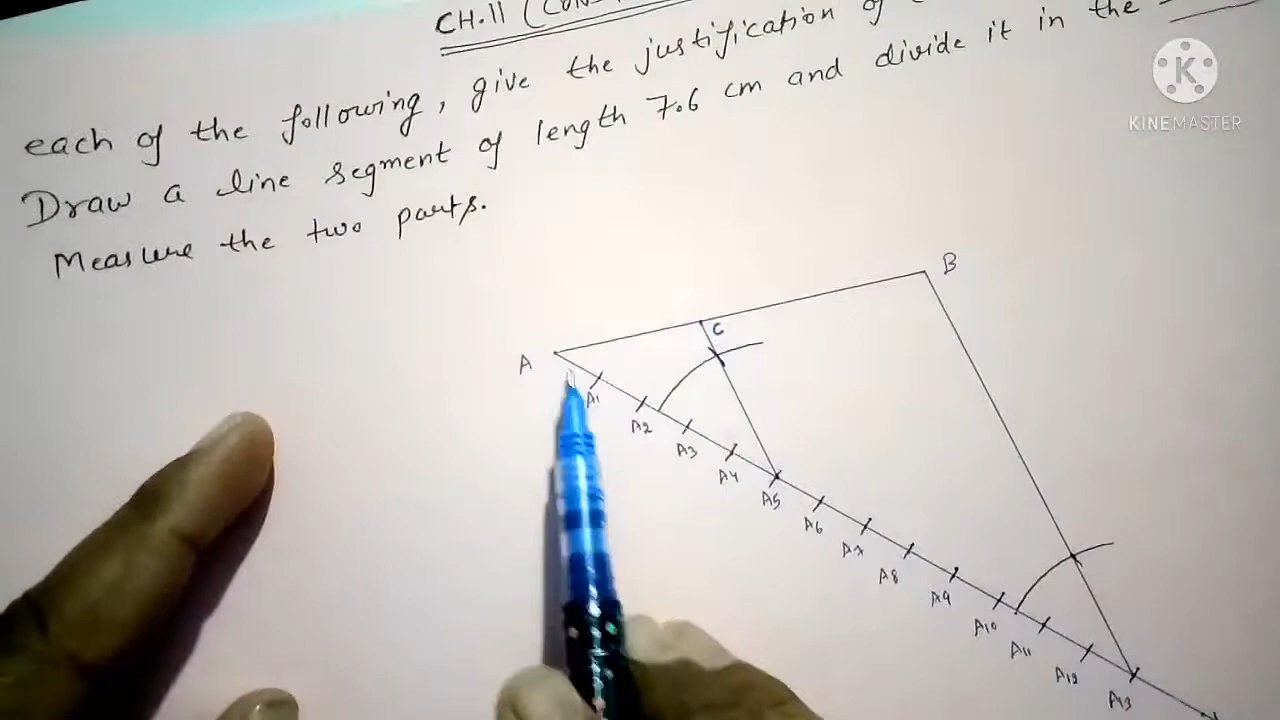 CH.11 (CON
each of the following, give the justification of
Draw a line segment of length 7.6 cm and divide it in the
Measure the two parts.
KINEMASTER
K
A
B
C
A1
A2
A3
A4
A5
A6
A7
A8
A9
A10
A11
A12
A13